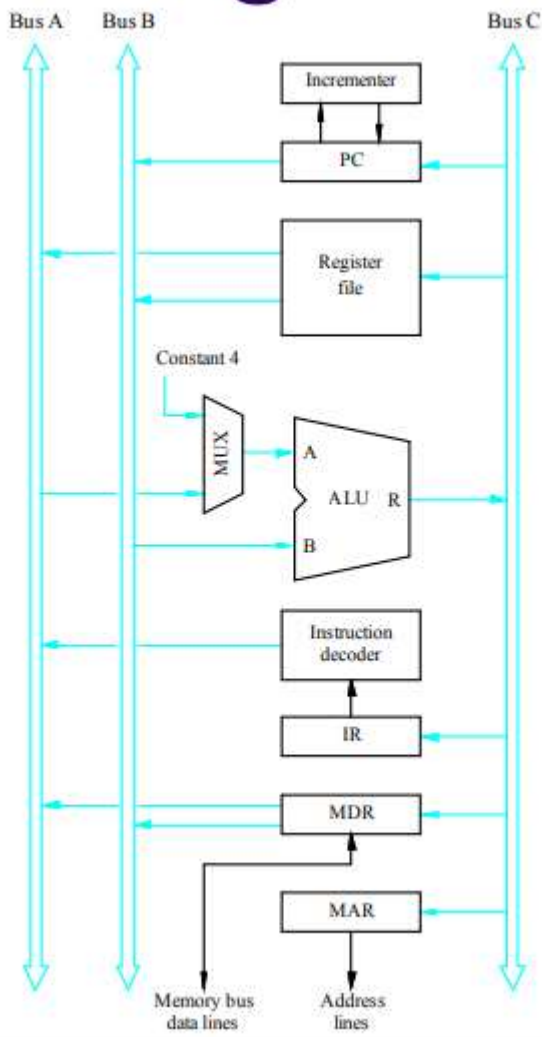 Bus A
Bus B
Bus C
Incrementer
PC
Register
file
Constant 4
MUX
A
ALU
R
B
Instruction
decoder
IR
MDR
MAR
Memory bus
data lines
Address
lines